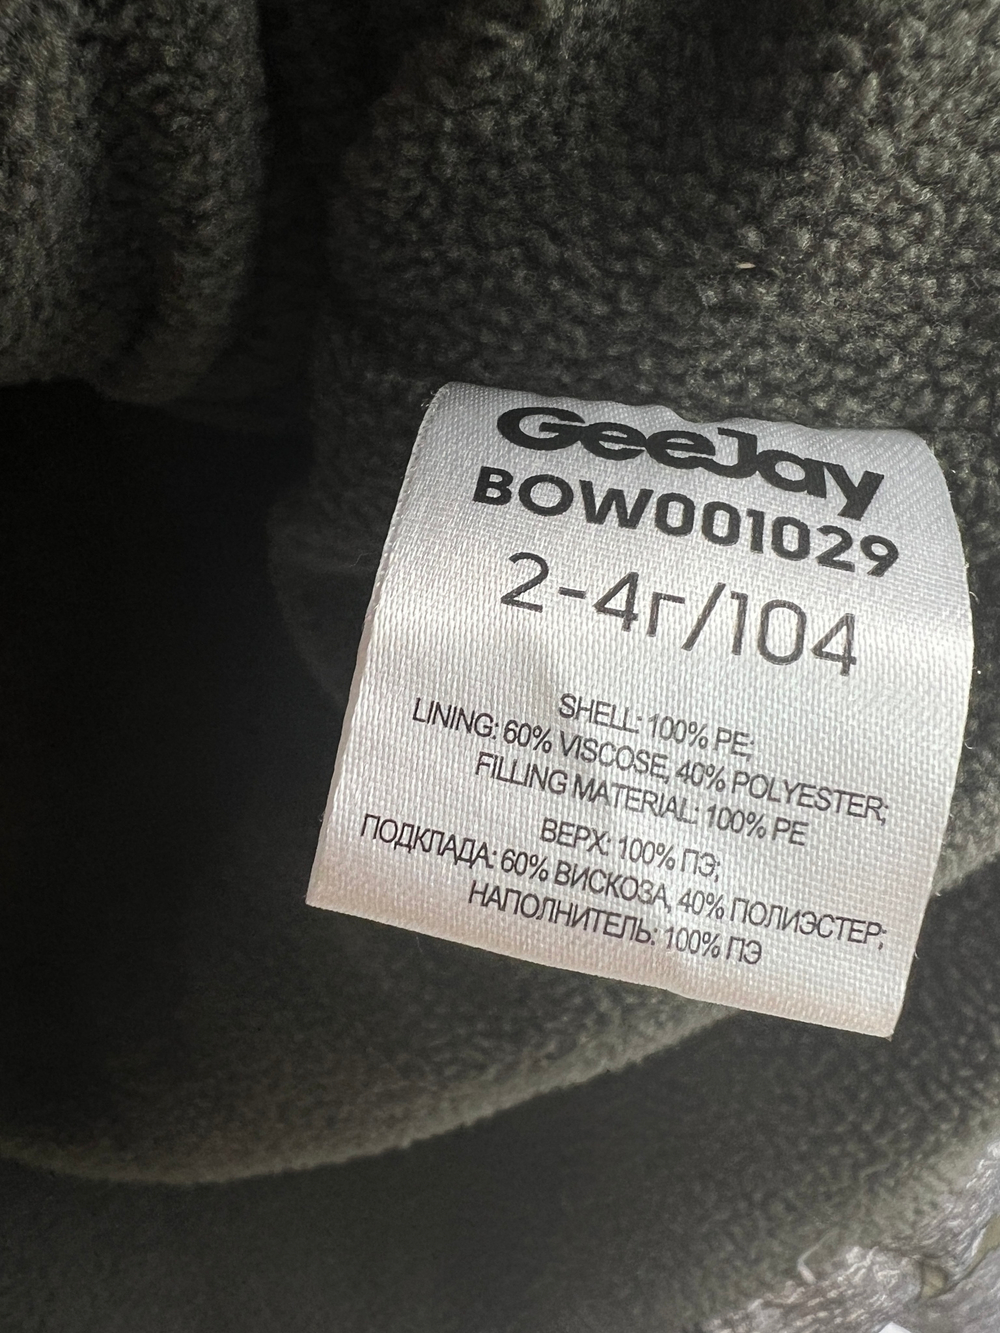 GeeJay
BOW001029
2-4г/104
SHELL: 100% PE;
LINING: 60% VISCOSE, 40% POLYESTER;
FILLING MATERIAL: 100% PE
ВЕРХ: 100% ПЭ;
ПОДКЛАДА: 60% ВИСКОЗА, 40% ПОЛИЭСТЕР;
НАПОЛНИТЕЛЬ: 100% ПЭ